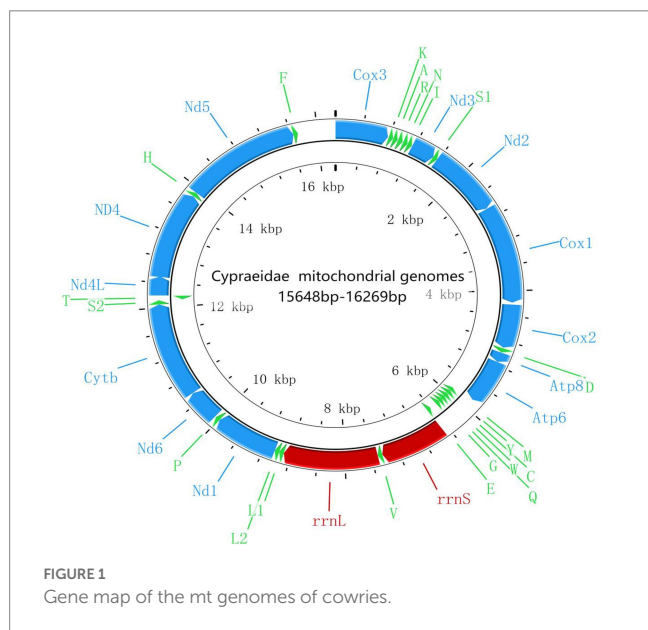 F
Cox3
K
A
R
N
I
Nd3
S1
Nd2
Nd5
H
ND4
Nd4L
T
S2
Cytb
Nd6
P
Nd1
L1
L2
rrnL
V
rrnS
E
G
Y
W
M
C
Q
Atp6
Atp8
D
Cox2
Cox1
16 kbp
2 kbp
14 kbp
4 kbp
12 kbp
10 kbp
6 kbp
8 kbp
Cypraeidae mitochondrial genomes
15648bp-16269bp
FIGURE 1
Gene map of the mt genomes of cowries.